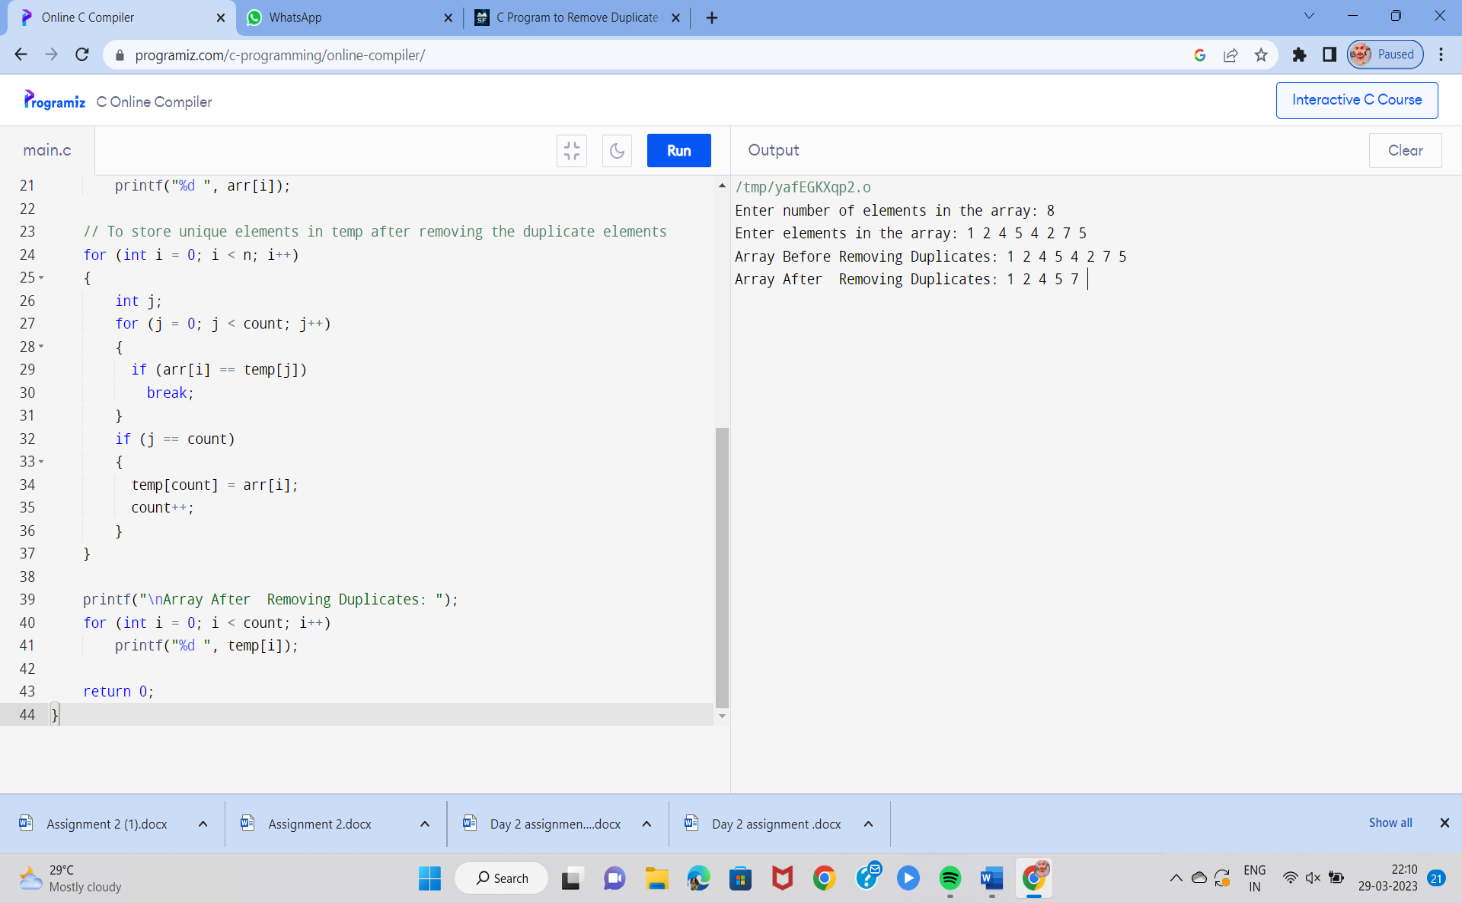 Online C Compiler
WhatsApp
C Program to Remove Duplicate
programiz.com/c-programming/online-compiler/
Paused
Programiz C Online Compiler
Interactive C Course
main.c
Run
Output
Clear
21 printf("%d ", arr[i]);
22
23 // To store unique elements in temp after removing the duplicate elements
24 for (int i = 0; i < n; i++)
25 {
26 int j;
27 for (j = 0; j < count; j++)
28 {
29 if (arr[i] == temp[j])
30 break;
31 }
32 if (j == count)
33 {
34 temp[count] = arr[i];
35 count++;
36 }
37 }
38
39 printf("\nArray After  Removing Duplicates: ");
40 for (int i = 0; i < count; i++)
41 printf("%d ", temp[i]);
42
43 return 0;
44 }
/tmp/yafEGKXqp2.o
Enter number of elements in the array: 8
Enter elements in the array: 1 2 4 5 4 2 7 5
Array Before Removing Duplicates: 1 2 4 5 4 2 7 5
Array After  Removing Duplicates: 1 2 4 5 7
Assignment 2 (1).docx
Assignment 2.docx
Day 2 assignmen....docx
Day 2 assignment .docx
Show all
29°C
Mostly cloudy
Search
ENG
IN
22:10
29-03-2023
21